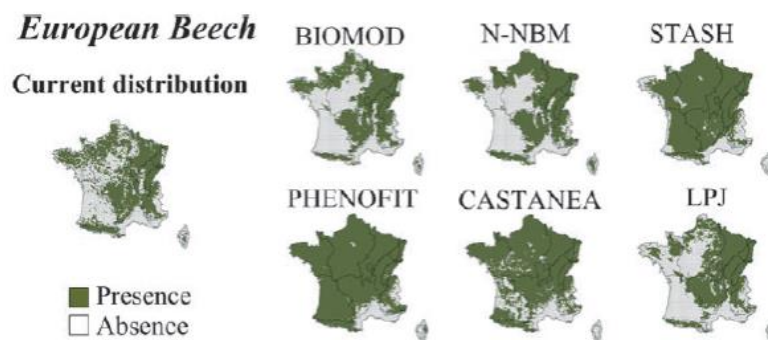 European Beech
Current distribution
BIOMOD
N-NBM
STASH
PHENOFIT
CASTANEA
LPJ
Presence
Absence